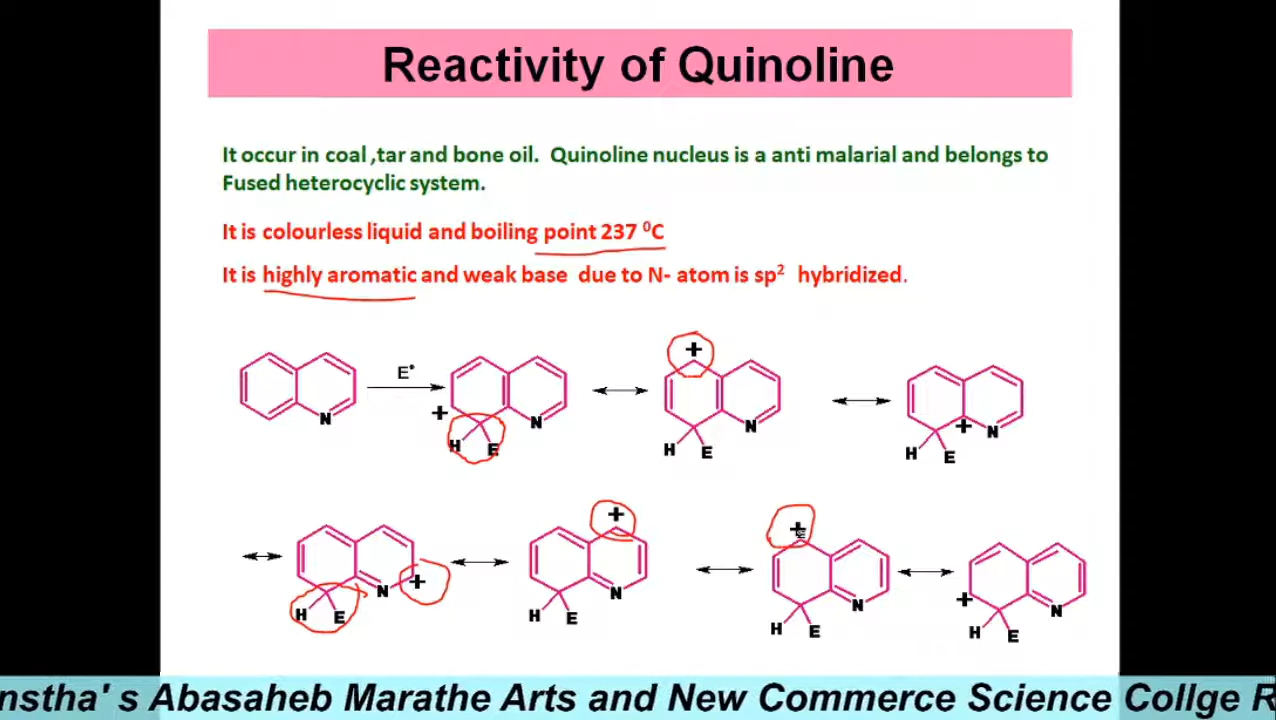 Reactivity of Quinoline
It occur in coal ,tar and bone oil. Quinoline nucleus is a anti malarial and belongs to
Fused heterocyclic system.
It is colourless liquid and boiling point 237 ⁰C
It is highly aromatic and weak base due to N- atom is sp² hybridized.
N
E⁺
+
H
E
N
+
H
E
N
+
H
E
N
+
H
E
N
+
H
E
N
+
H
E
N
+
H
E
N
nstha' s Abasaheb Marathe Arts and New Commerce Science Collge R